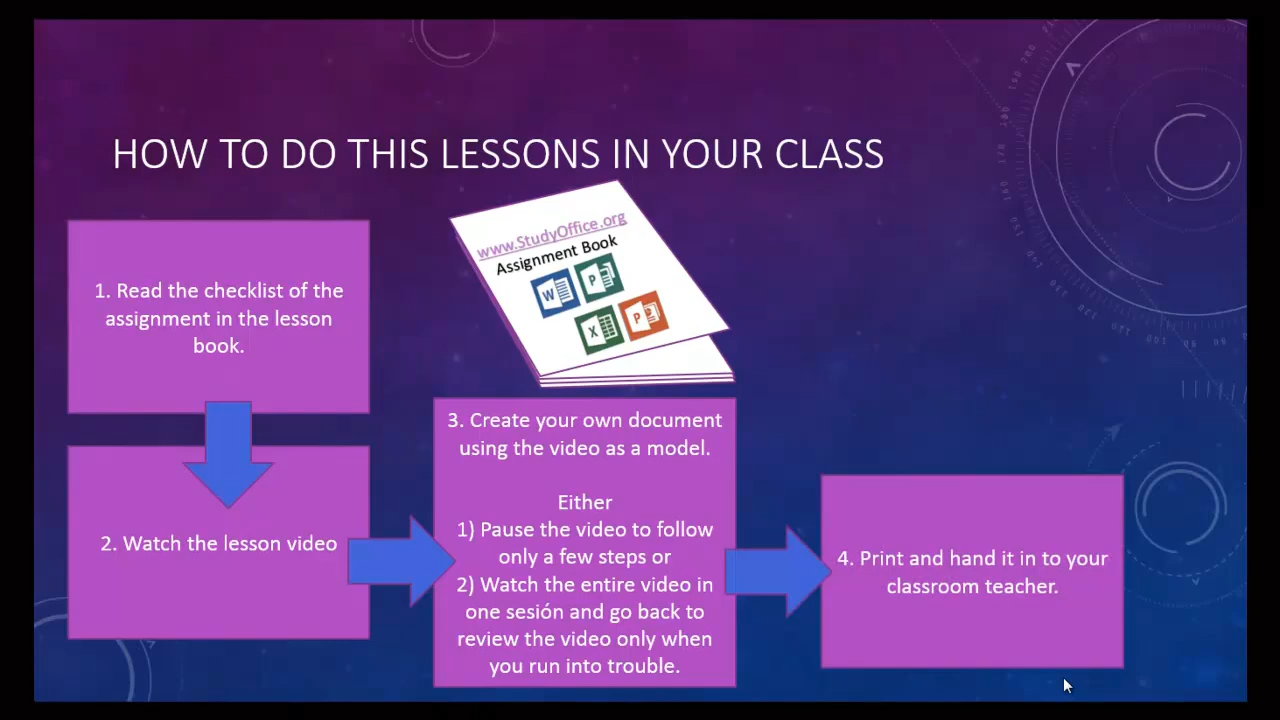 HOW TO DO THIS LESSONS IN YOUR CLASS
www.StudyOffice.org
Assignment Book
W
P
X
P
1. Read the checklist of the
assignment in the lesson
book.
2. Watch the lesson video
3. Create your own document
using the video as a model.
Either
1) Pause the video to follow
only a few steps or
2) Watch the entire video in
one sesión and go back to
review the video only when
you run into trouble.
4. Print and hand it in to your
classroom teacher.